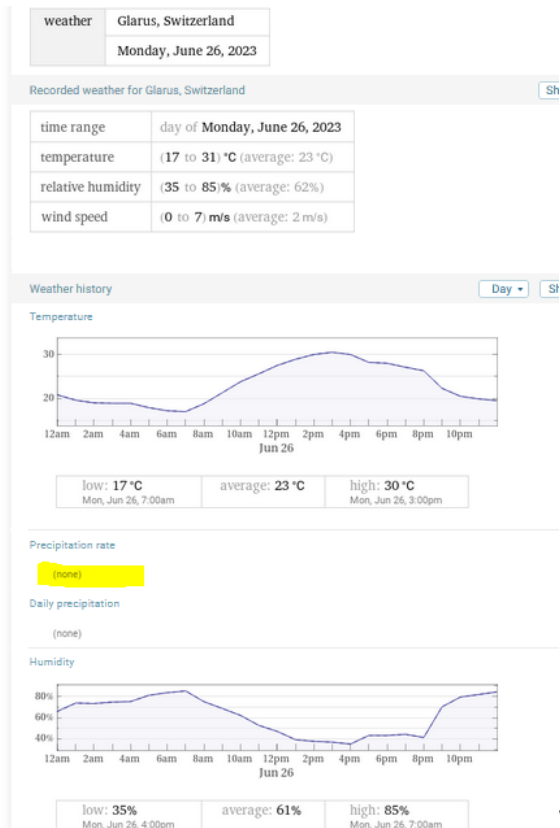 weather Glarus, Switzerland
Monday, June 26, 2023
Recorded weather for Glarus, Switzerland Sh
time range day of Monday, June 26, 2023
temperature (17 to 31) °C (average: 23 °C)
relative humidity (35 to 85)% (average: 62%)
wind speed (0 to 7) m/s (average: 2 m/s)
Weather history Day Sh
Temperature
30
20
12am 2am 4am 6am 8am 10am 12pm 2pm 4pm 6pm 8pm 10pm
Jun 26
low: 17 °C average: 23 °C high: 30 °C
Mon, Jun 26, 7:00am Mon, Jun 26, 3:00pm
Precipitation rate
(none)
Daily precipitation
(none)
Humidity
80%
60%
40%
12am 2am 4am 6am 8am 10am 12pm 2pm 4pm 6pm 8pm 10pm
Jun 26
low: 35% average: 61% high: 85%
Mon, Jun 26, 4:00pm Mon, Jun 26, 7:00am